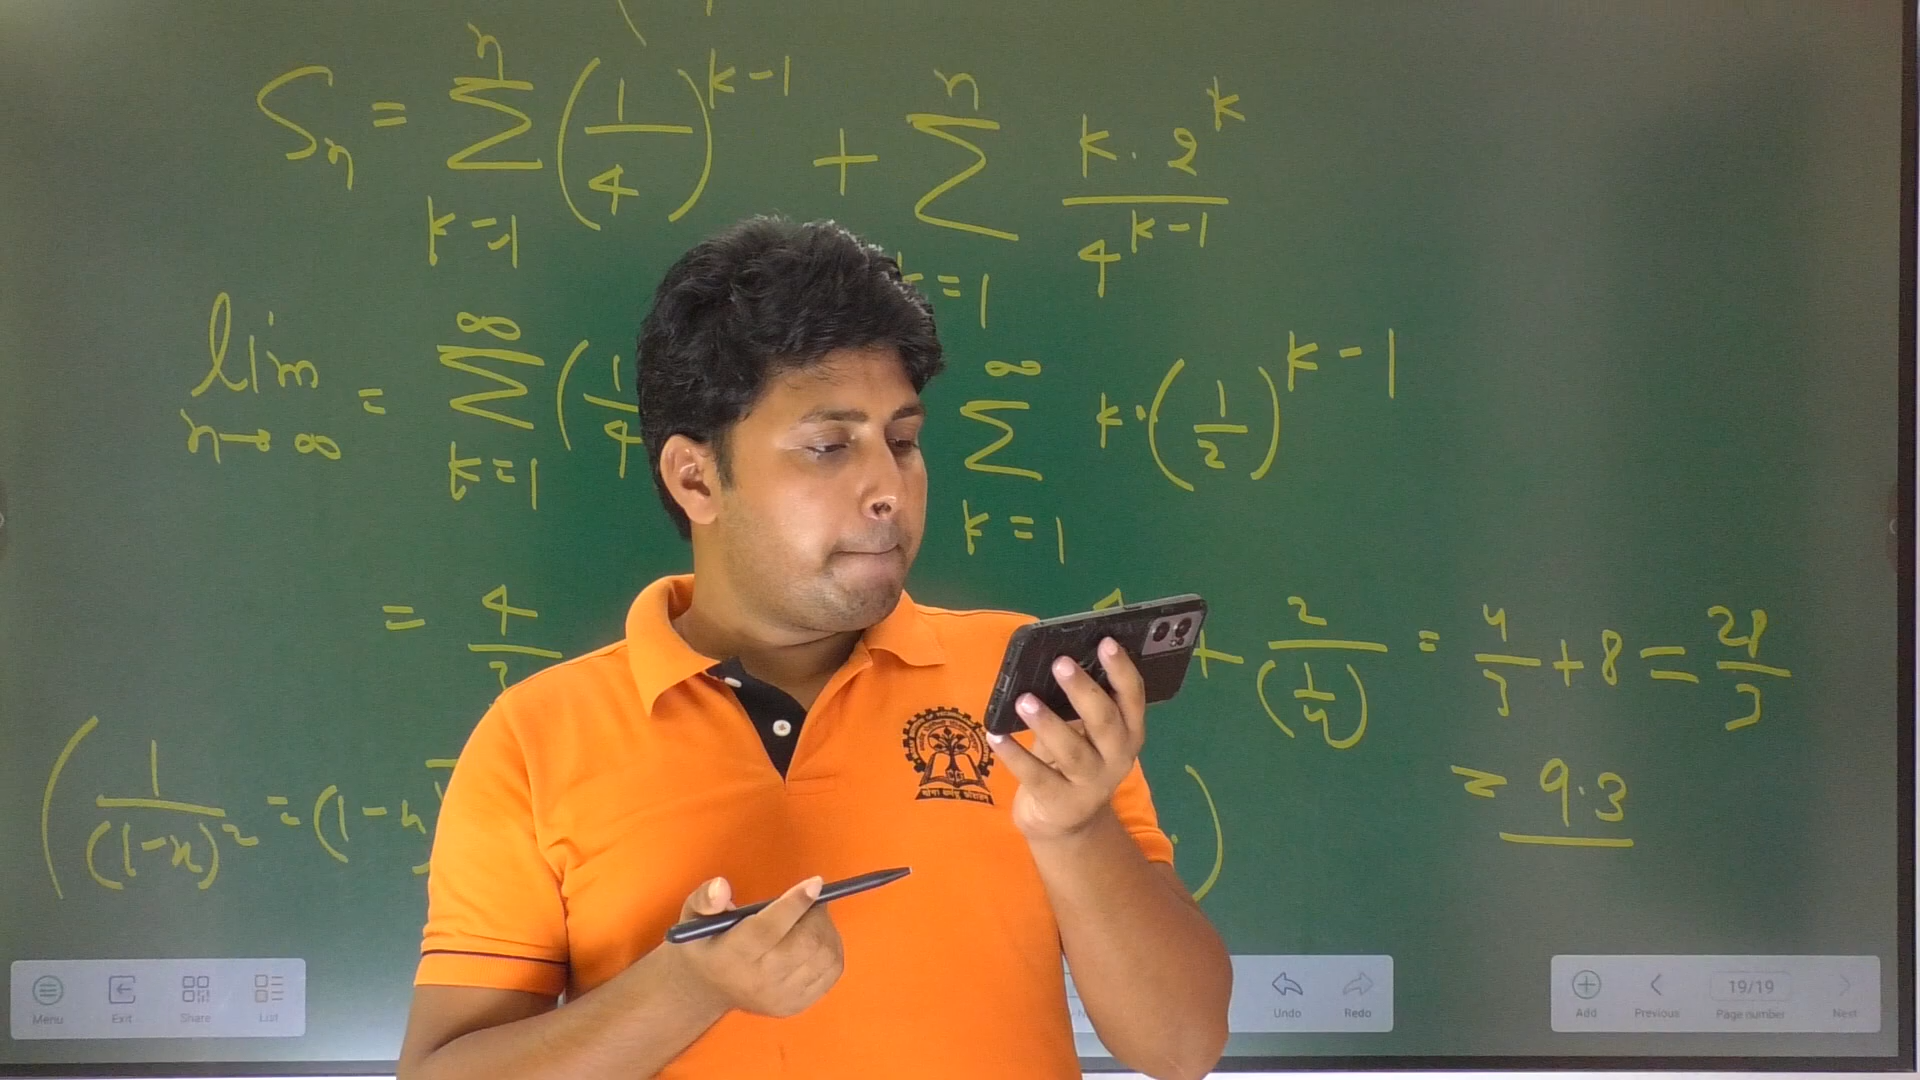 Sₙ = Σ_{k=1}^{n} (1/4)^{k-1} + Σ_{k=1}^{n} k·2^k / 4^{k-1}
lim_{n→∞} = Σ_{k=1}^{∞} (1/4 Σ_{k=1}^{∞} k·(1/2)^{k-1}
= 4/3 + 2/(1/4) = 4/3 + 8 = 28/3
(1/(1-x)² = (1-x )
= 9.3
Menu Exit Share List Undo Redo Add Previous 19/19 Page number Next